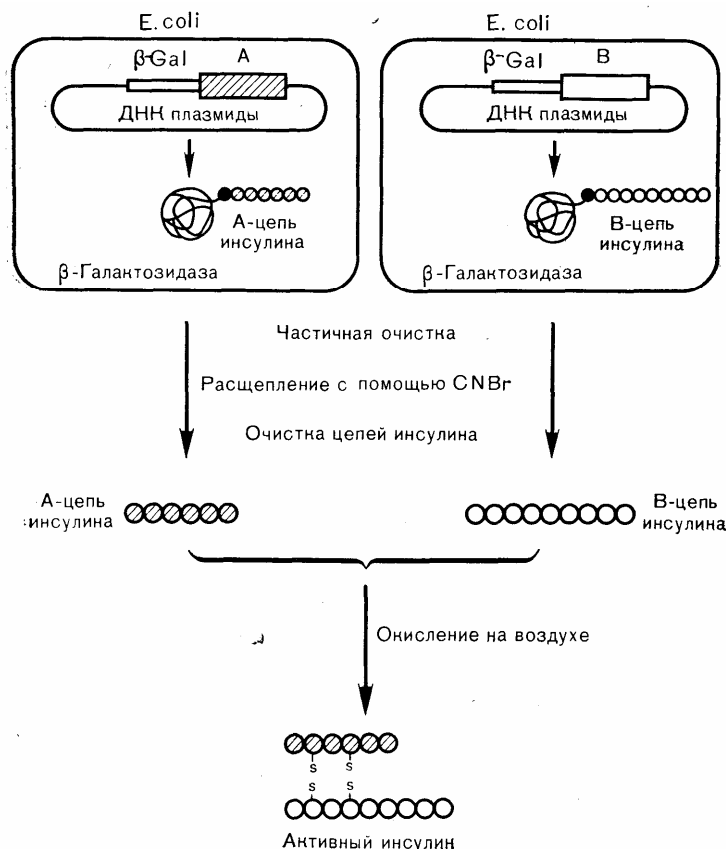 E. coli
E. coli
β-Gal
A
β-Gal
B
ДНК плазмиды
ДНК плазмиды
А-цепь
инсулина
В-цепь
инсулина
β-Галактозидаза
β-Галактозидаза
Частичная очистка
Расщепление с помощью CNBr
Очистка цепей инсулина
А-цепь
инсулина
В-цепь
инсулина
Окисление на воздухе
S
S
S
S
Активный инсулин